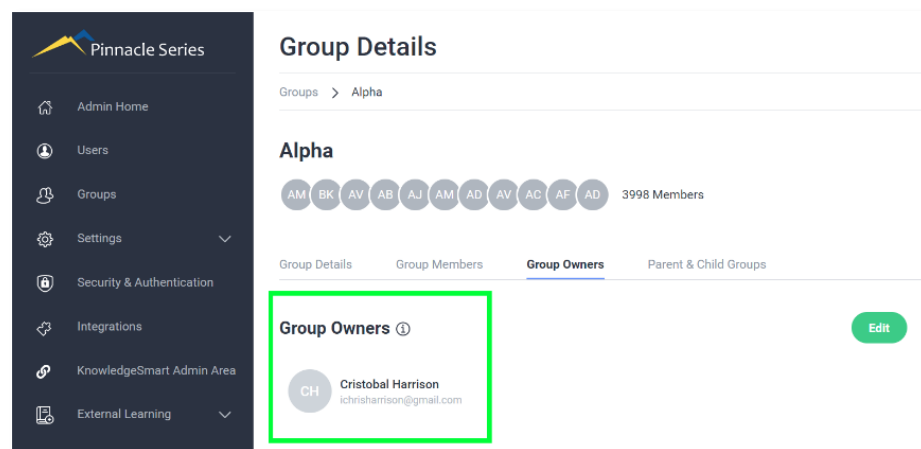 Pinnacle Series
Admin Home
Users
Groups
Settings
Security & Authentication
Integrations
KnowledgeSmart Admin Area
External Learning
Group Details
Groups > Alpha
Alpha
AM BK AV AB AJ AM AD AV AC AF AD 3998 Members
Group Details Group Members Group Owners Parent & Child Groups
Group Owners Edit
CH Cristobal Harrison
ichrisharrison@gmail.com